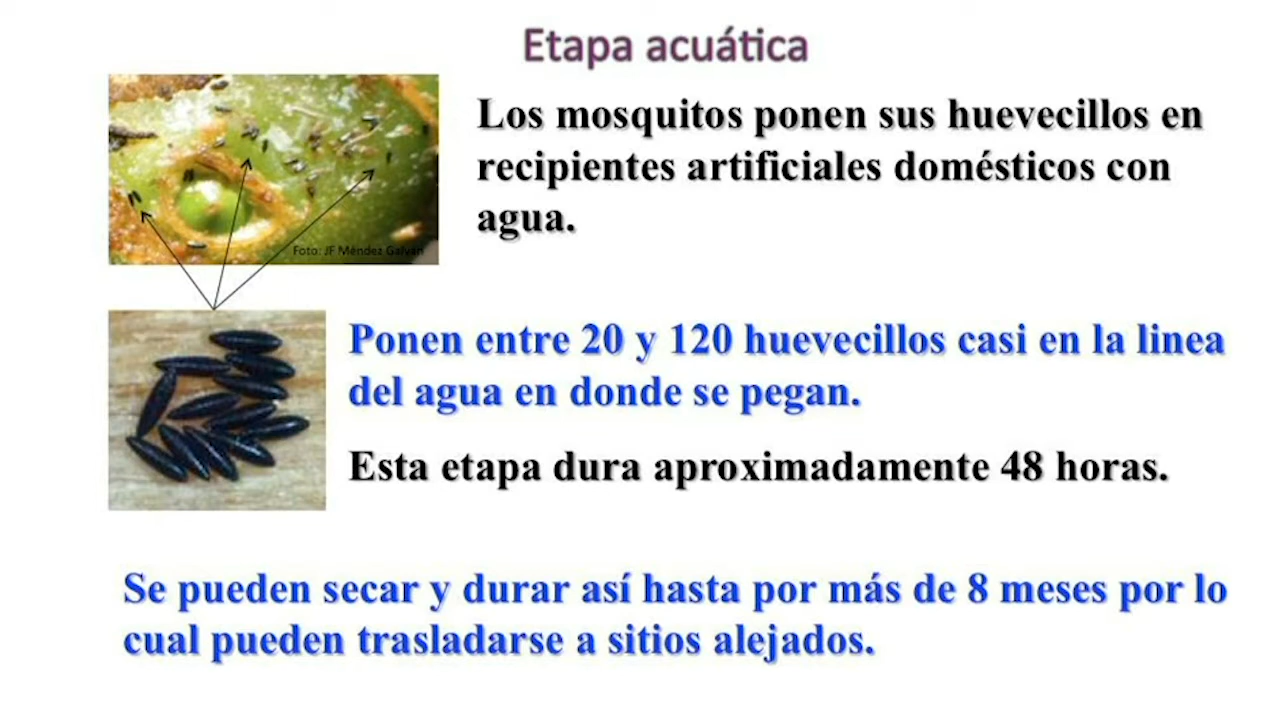 Etapa acuática
Los mosquitos ponen sus huevecillos en
recipientes artificiales domésticos con
agua.
Foto: JF Méndez Galván
Ponen entre 20 y 120 huevecillos casi en la linea
del agua en donde se pegan.
Esta etapa dura aproximadamente 48 horas.
Se pueden secar y durar así hasta por más de 8 meses por lo
cual pueden trasladarse a sitios alejados.